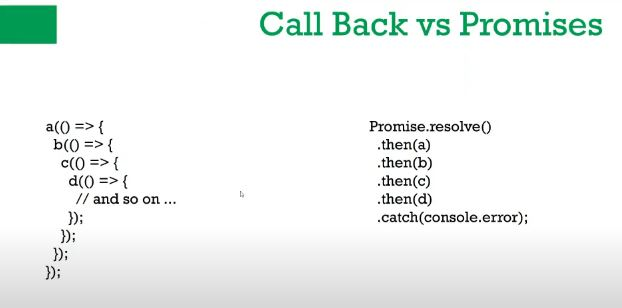 Call Back vs Promises
a(() => {
b(() => {
c(() => {
d(() => {
// and so on ...
});
});
});
});
Promise.resolve()
.then(a)
.then(b)
.then(c)
.then(d)
.catch(console.error);